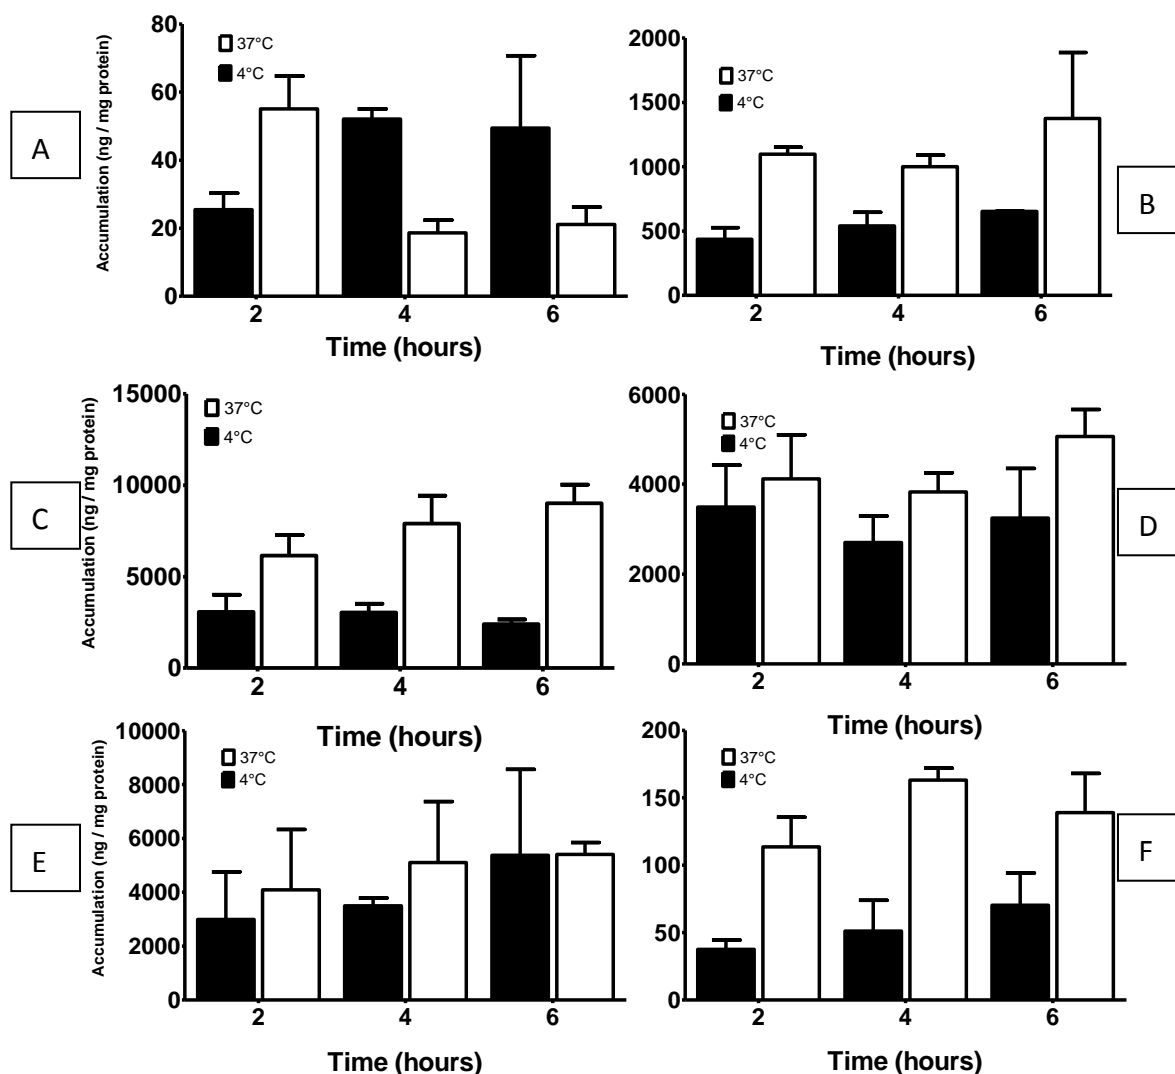 A
Accumulation (ng / mg protein)
80
60
40
20
0
37°C
4°C
2 4 6
Time (hours)
B
2000
1500
1000
500
0
37°C
4°C
2 4 6
Time (hours)
C
Accumulation (ng / mg protein)
15000
10000
5000
0
37°C
4°C
2 4 6
Time (hours)
D
6000
4000
2000
0
37°C
4°C
2 4 6
Time (hours)
E
Accumulation (ng / mg protein)
10000
8000
6000
4000
2000
0
37°C
4°C
2 4 6
Time (hours)
F
200
150
100
50
0
37°C
4°C
2 4 6
Time (hours)